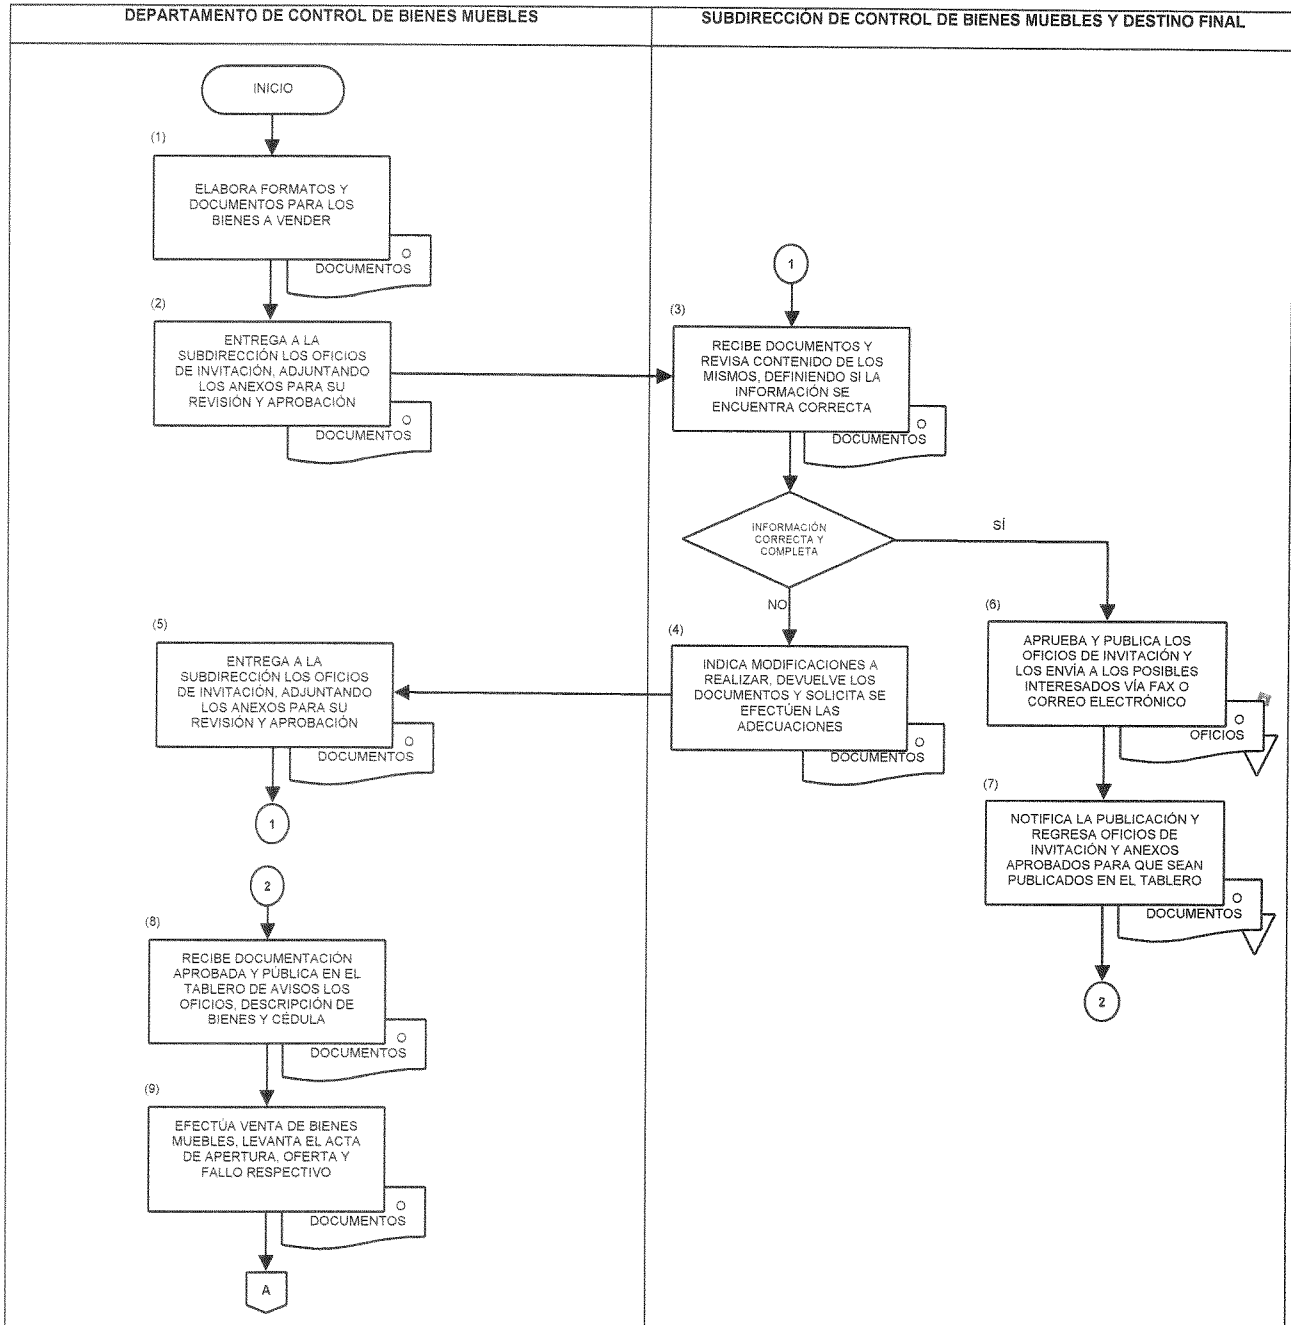 DEPARTAMENTO DE CONTROL DE BIENES MUEBLES
SUBDIRECCIÓN DE CONTROL DE BIENES MUEBLES Y DESTINO FINAL
INICIO
(1)
ELABORA FORMATOS Y
DOCUMENTOS PARA LOS
BIENES A VENDER
O
DOCUMENTOS
(2)
ENTREGA A LA
SUBDIRECCIÓN LOS OFICIOS
DE INVITACIÓN, ADJUNTANDO
LOS ANEXOS PARA SU
REVISIÓN Y APROBACIÓN
O
DOCUMENTOS
1
(3)
RECIBE DOCUMENTOS Y
REVISA CONTENIDO DE LOS
MISMOS, DEFINIENDO SI LA
INFORMACIÓN SE
ENCUENTRA CORRECTA
O
DOCUMENTOS
INFORMACIÓN
CORRECTA Y
COMPLETA
SÍ
NO
(4)
INDICA MODIFICACIONES A
REALIZAR, DEVUELVE LOS
DOCUMENTOS Y SOLICITA SE
EFECTÚEN LAS
ADECUACIONES
O
DOCUMENTOS
(5)
ENTREGA A LA
SUBDIRECCIÓN LOS OFICIOS
DE INVITACIÓN, ADJUNTANDO
LOS ANEXOS PARA SU
REVISIÓN Y APROBACIÓN
O
DOCUMENTOS
1
(6)
APRUEBA Y PUBLICA LOS
OFICIOS DE INVITACIÓN Y
LOS ENVÍA A LOS POSIBLES
INTERESADOS VÍA FAX O
CORREO ELECTRÓNICO
O
OFICIOS
(7)
NOTIFICA LA PUBLICACIÓN Y
REGRESA OFICIOS DE
INVITACIÓN Y ANEXOS
APROBADOS PARA QUE SEAN
PUBLICADOS EN EL TABLERO
O
DOCUMENTOS
2
2
(8)
RECIBE DOCUMENTACIÓN
APROBADA Y PÚBLICA EN EL
TABLERO DE AVISOS LOS
OFICIOS, DESCRIPCIÓN DE
BIENES Y CÉDULA
O
DOCUMENTOS
(9)
EFECTÚA VENTA DE BIENES
MUEBLES, LEVANTA EL ACTA
DE APERTURA, OFERTA Y
FALLO RESPECTIVO
O
DOCUMENTOS
A